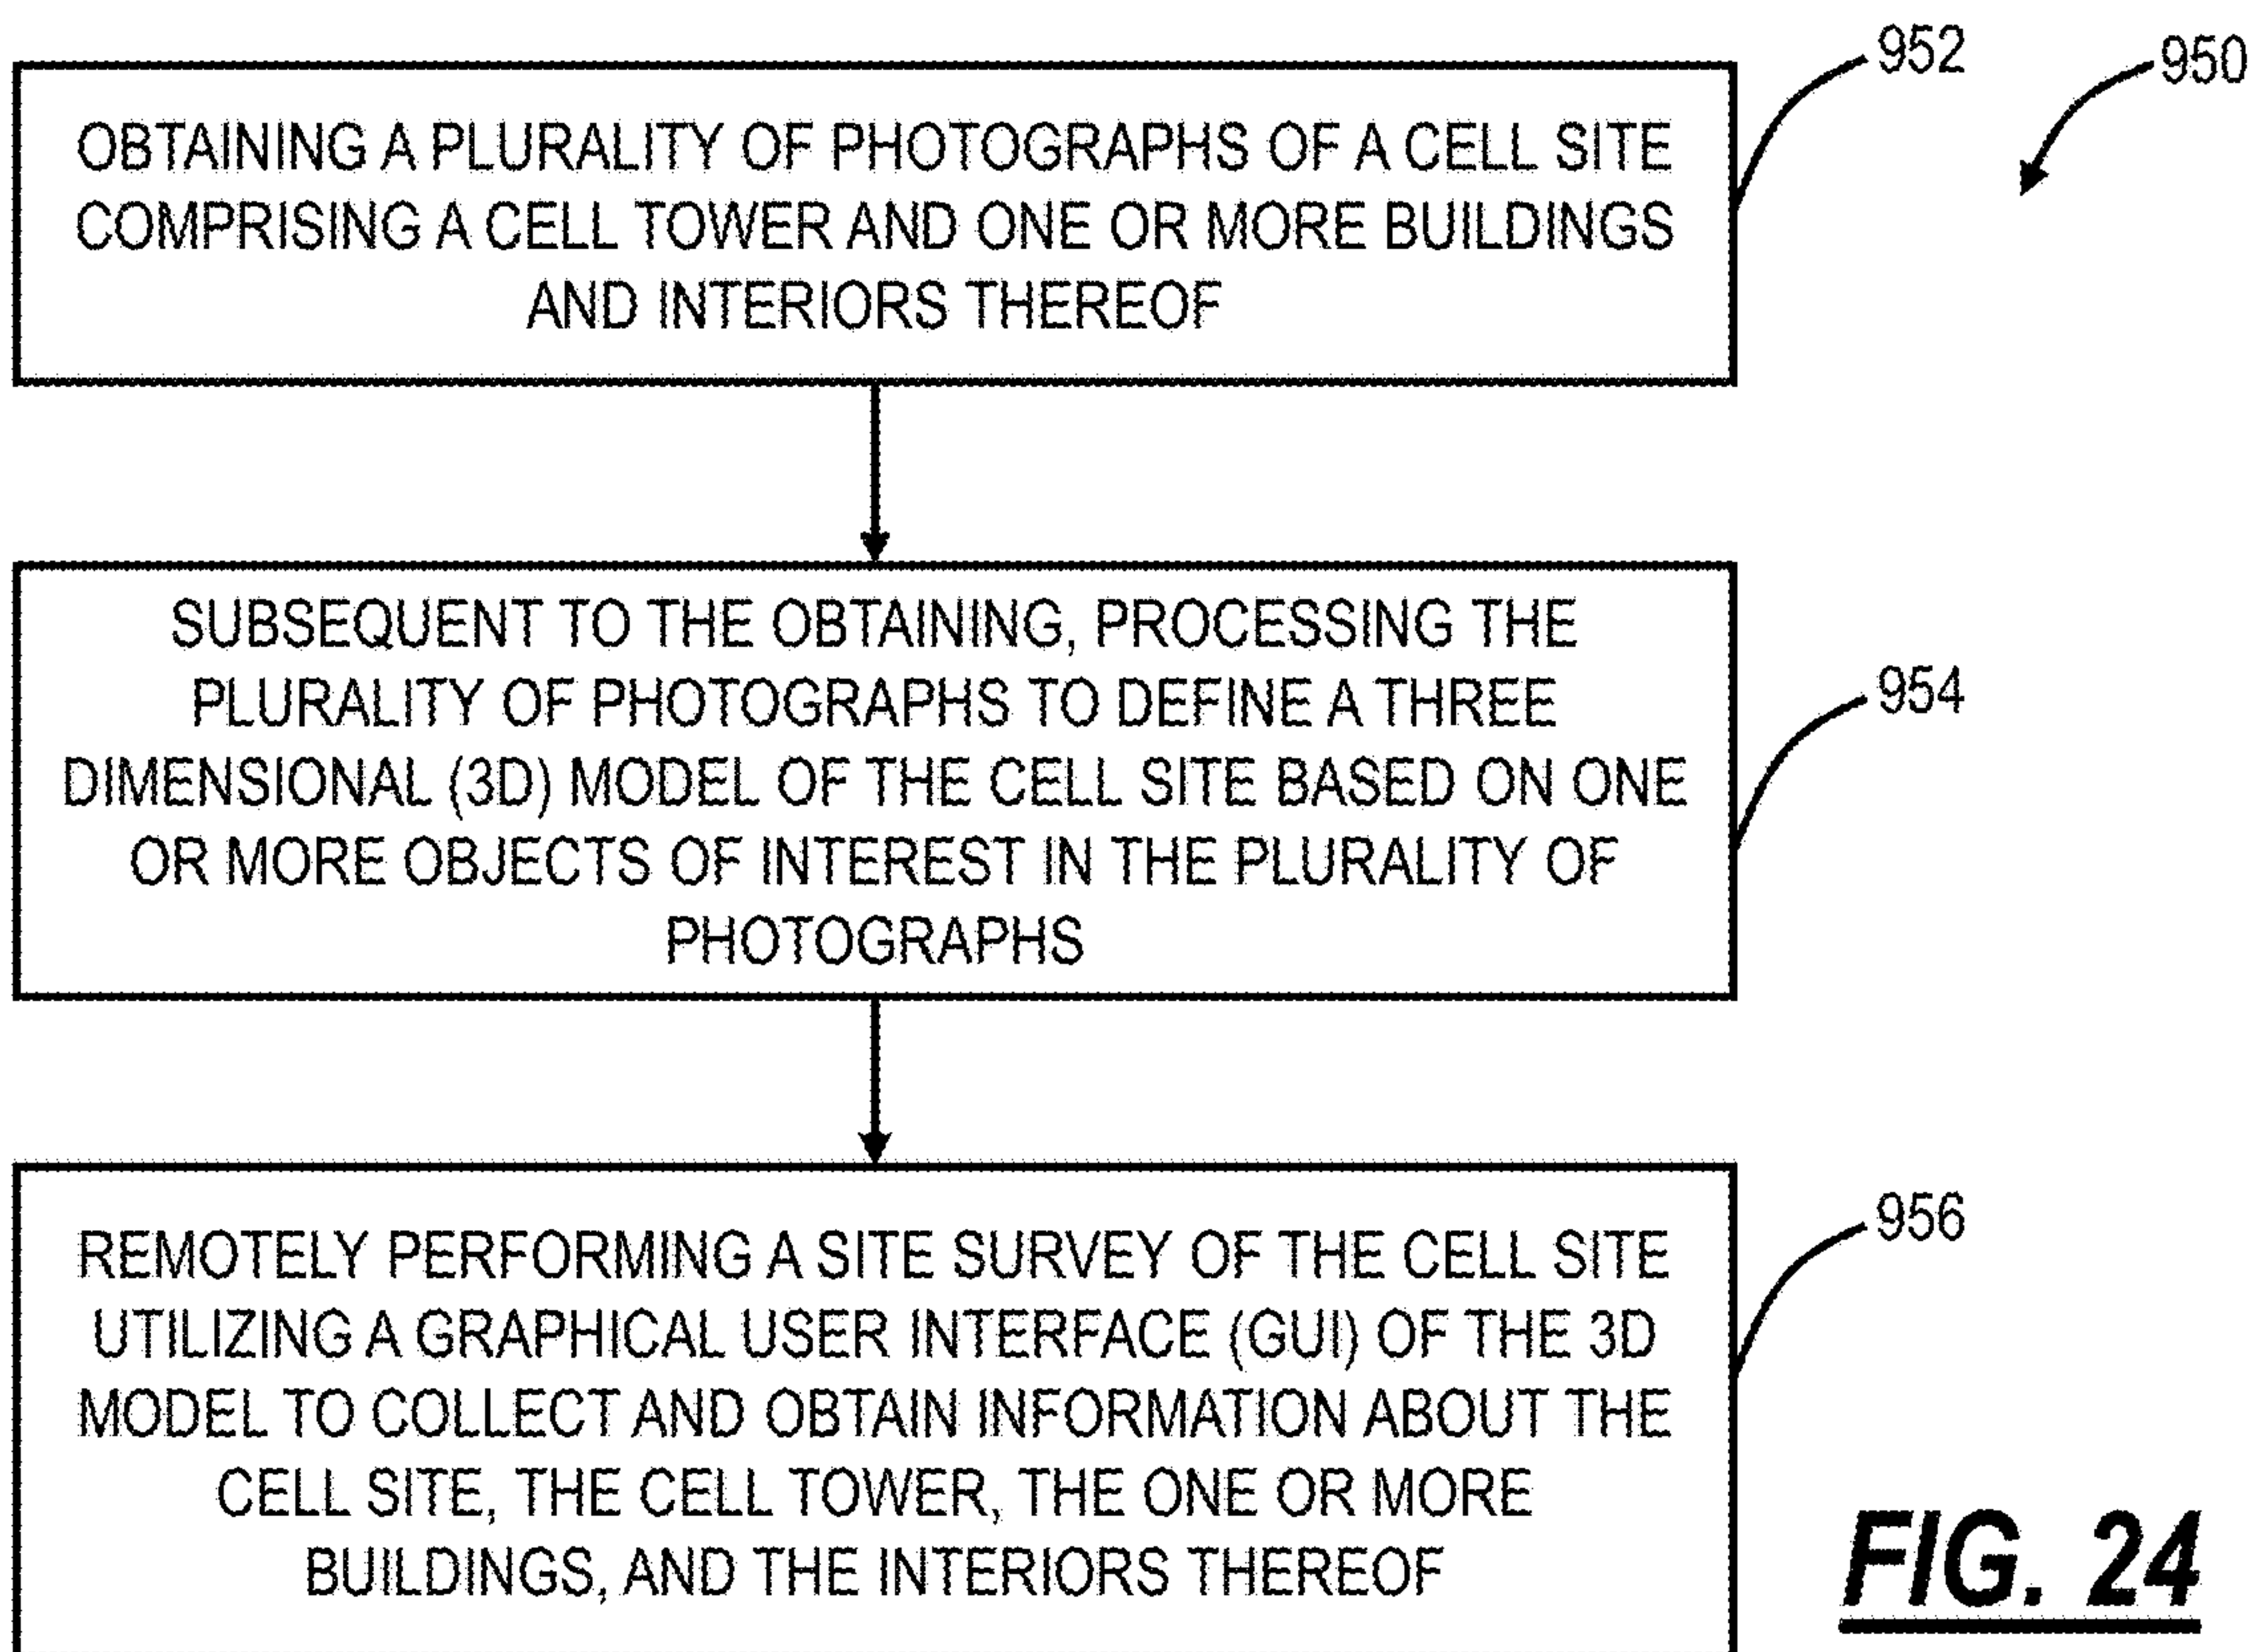 952
950
OBTAINING A PLURALITY OF PHOTOGRAPHS OF A CELL SITE
COMPRISING A CELL TOWER AND ONE OR MORE BUILDINGS
AND INTERIORS THEREOF
SUBSEQUENT TO THE OBTAINING, PROCESSING THE
PLURALITY OF PHOTOGRAPHS TO DEFINE A THREE
DIMENSIONAL (3D) MODEL OF THE CELL SITE BASED ON ONE
OR MORE OBJECTS OF INTEREST IN THE PLURALITY OF
PHOTOGRAPHS
954
REMOTELY PERFORMING A SITE SURVEY OF THE CELL SITE
UTILIZING A GRAPHICAL USER INTERFACE (GUI) OF THE 3D
MODEL TO COLLECT AND OBTAIN INFORMATION ABOUT THE
CELL SITE, THE CELL TOWER, THE ONE OR MORE
BUILDINGS, AND THE INTERIORS THEREOF
956
FIG. 24